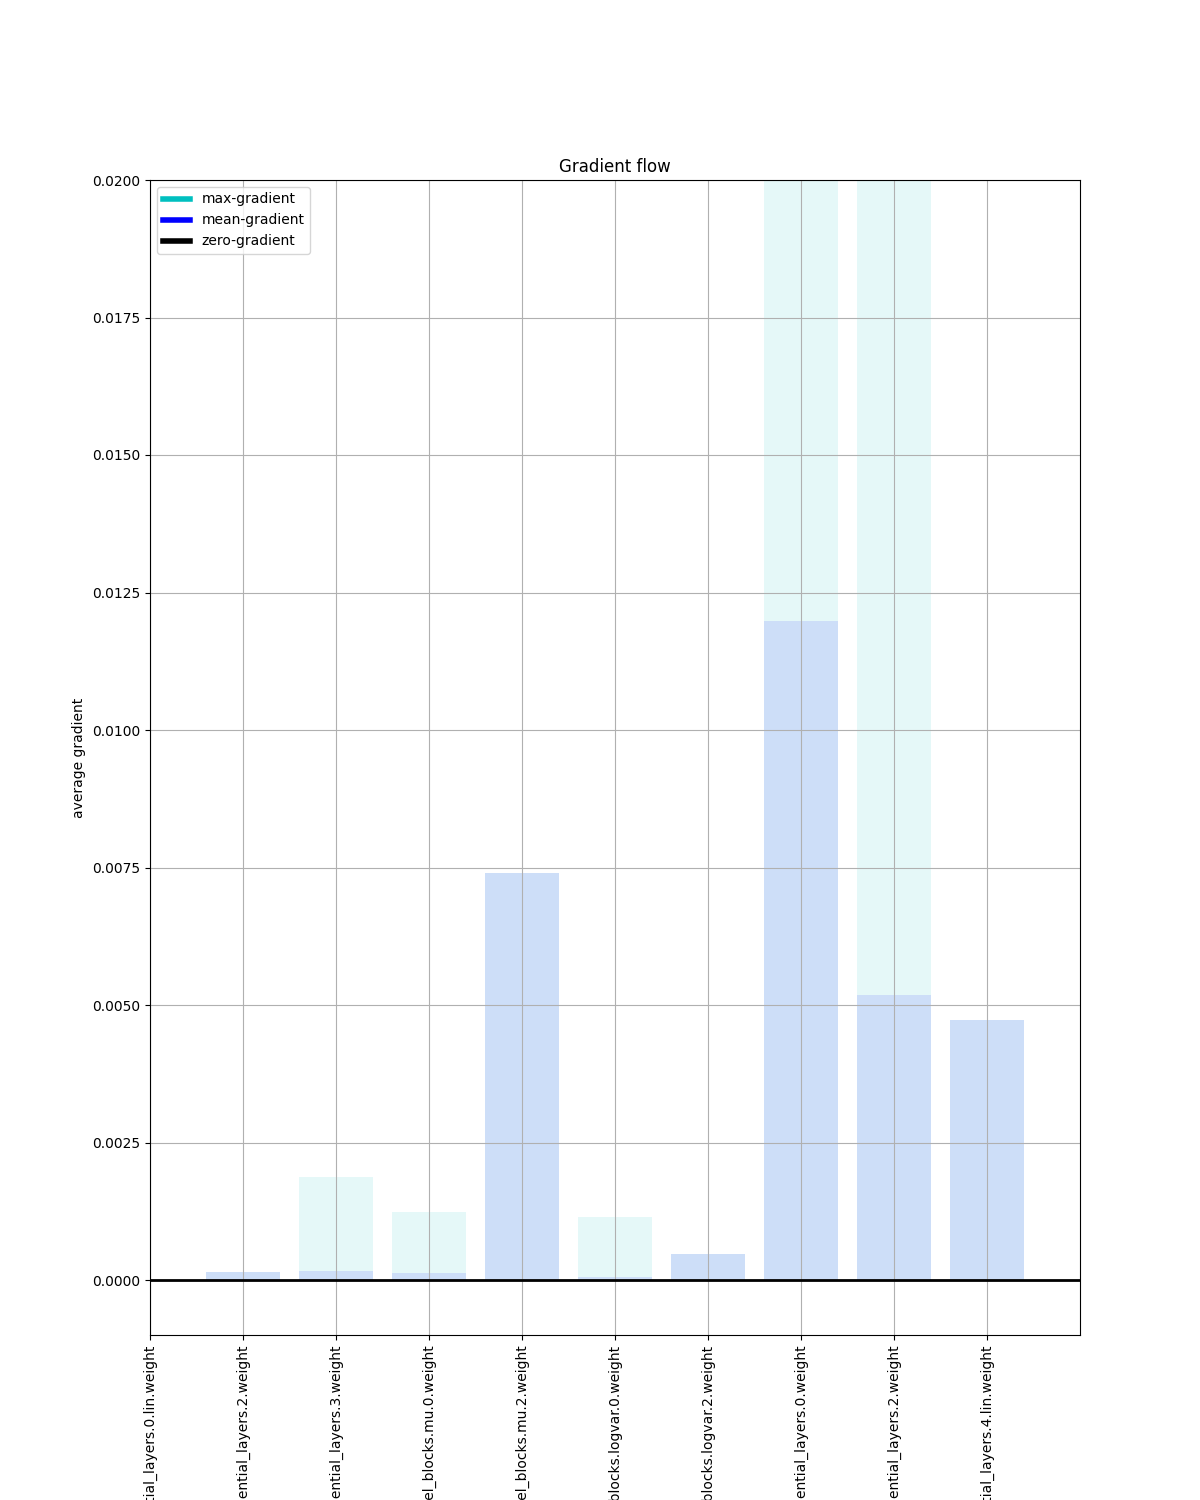 Gradient flow
max-gradient
mean-gradient
zero-gradient
0.0200
0.0175
0.0150
0.0125
0.0100
0.0075
0.0050
0.0025
0.0000
average gradient
tial_layers.0.lin.weight
ential_layers.2.weight
ential_layers.3.weight
el_blocks.mu.0.weight
el_blocks.mu.2.weight
blocks.logvar.0.weight
blocks.logvar.2.weight
ential_layers.0.weight
ential_layers.2.weight
tial_layers.4.lin.weight